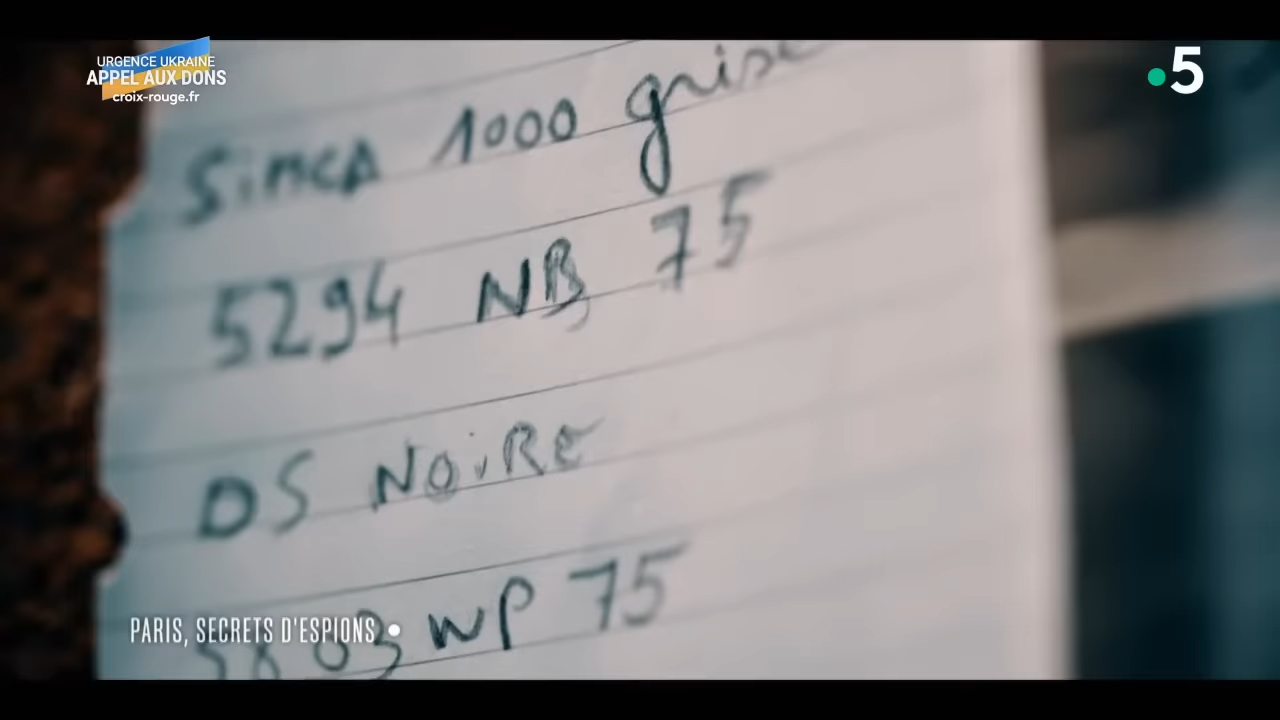 URGENCE UKRAINE
APPEL AUX DONS
croix-rouge.fr
5
Simca 1000 grise
5294 NB 75
DS NOiRE
5803 WP 75
PARIS, SECRETS D'ESPIONS